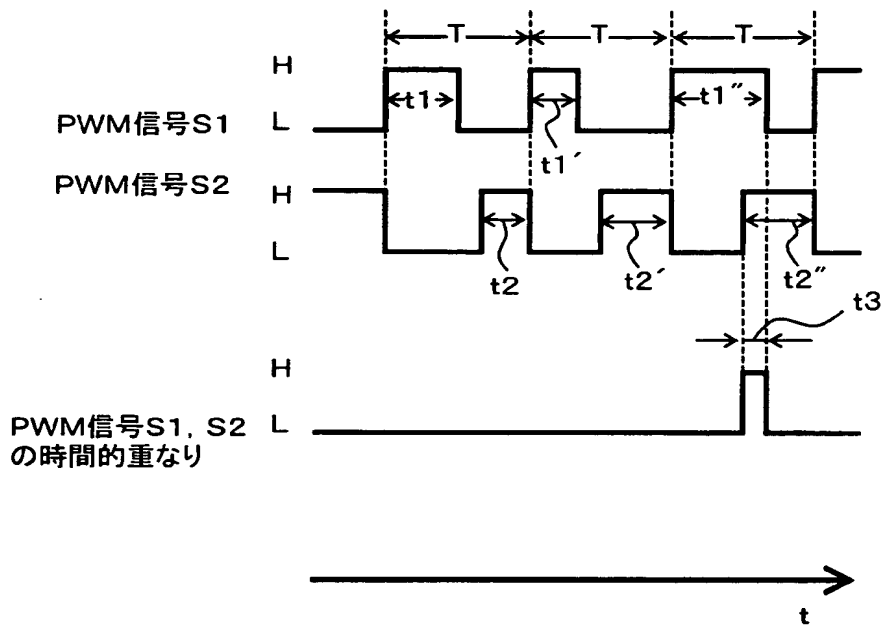 T T T
H
t1 t1″
L
PWM信号S1
t1′
PWM信号S2
H
L
t2 t2′ t2″
t3
H
L
PWM信号S1, S2
の時間的重なり
t